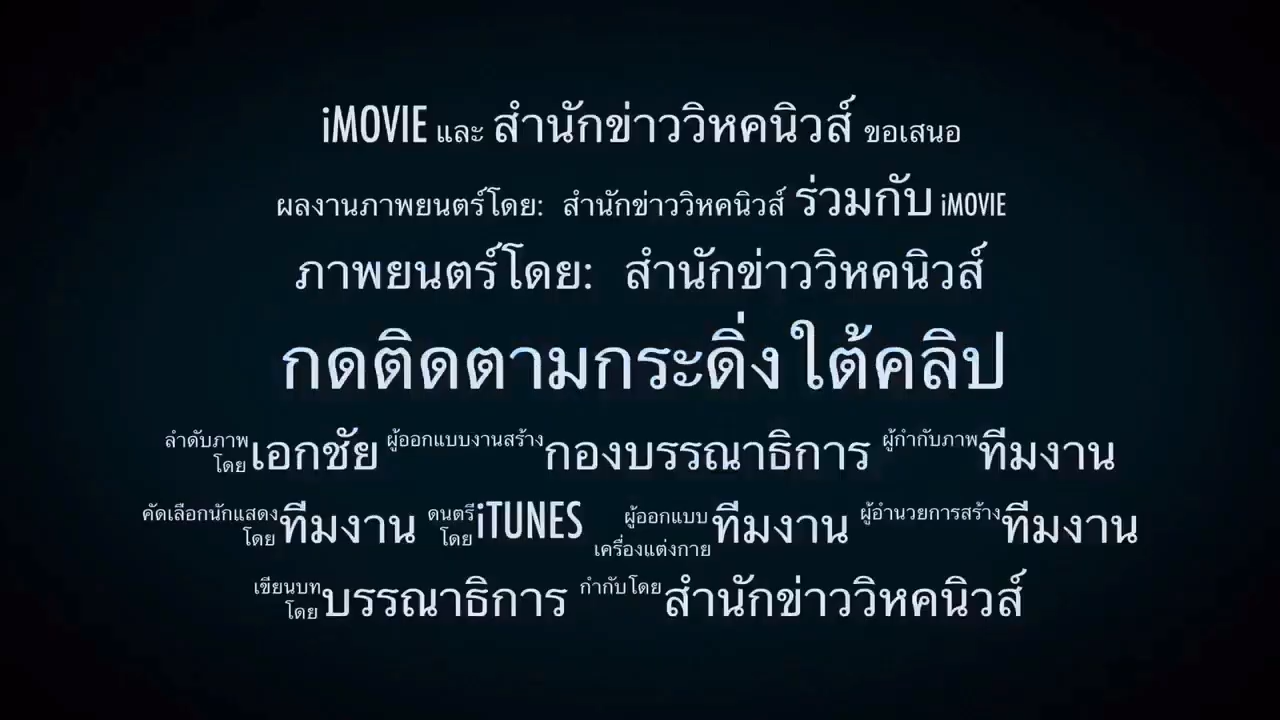 iMOVIE และ สำนักข่าววิหคนิวส์ ขอเสนอ
ผลงานภาพยนตร์โดย: สำนักข่าววิหคนิวส์ ร่วมกับ iMOVIE
ภาพยนตร์โดย: สำนักข่าววิหคนิวส์
กดติดตามกระดิ่งใต้คลิป
ลำดับภาพโดย เอกชัย ผู้ออกแบบงานสร้าง กองบรรณาธิการ ผู้กำกับภาพ ทีมงาน
คัดเลือกนักแสดงโดย ทีมงาน ดนตรีโดย iTUNES ผู้ออกแบบเครื่องแต่งกาย ทีมงาน ผู้อำนวยการสร้าง ทีมงาน
เขียนบทโดย บรรณาธิการ กำกับโดย สำนักข่าววิหคนิวส์